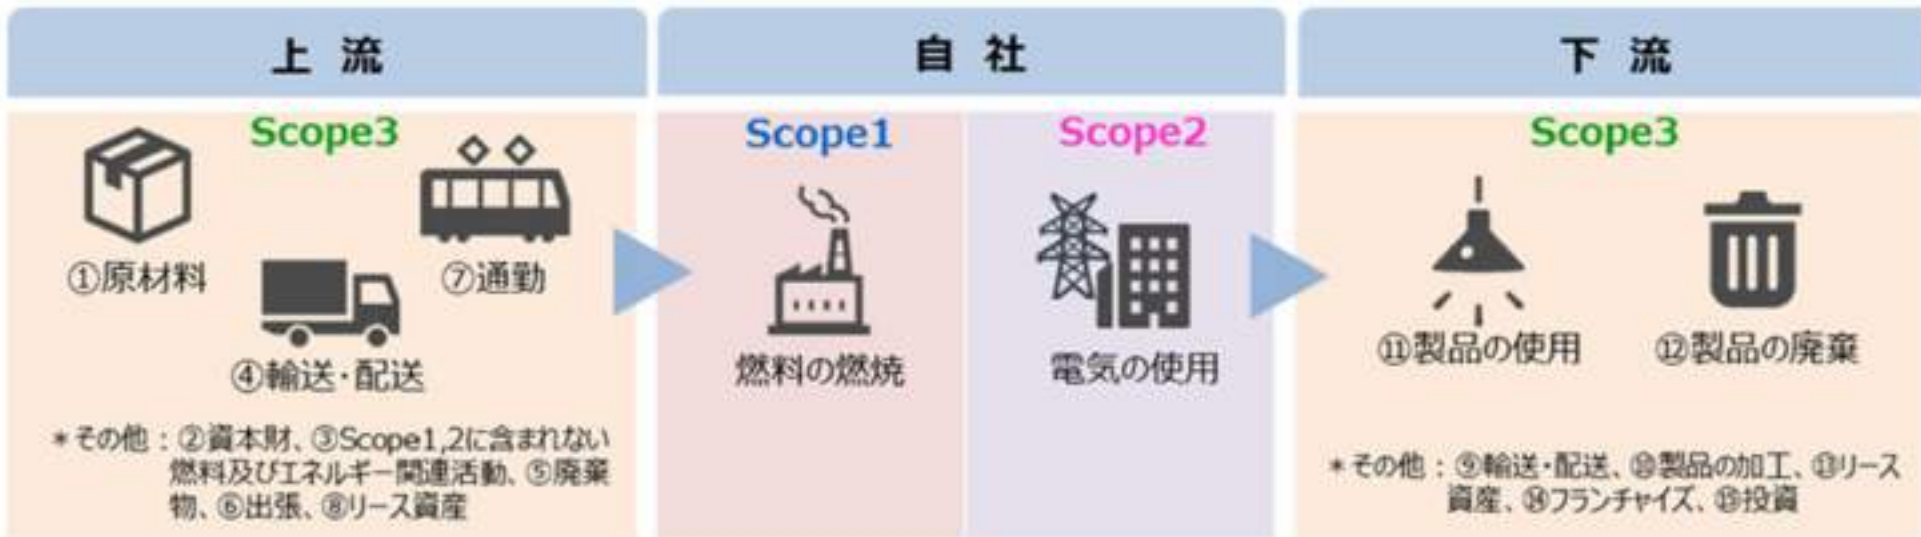 上流
自社
下流
Scope3
①原材料
⑦通勤
④輸送・配送
＊その他：②資本財、③Scope1,2に含まれない
燃料及びエネルギー関連活動、⑤廃棄
物、⑥出張、⑧リース資産
Scope1
燃料の燃焼
Scope2
電気の使用
Scope3
⑪製品の使用
⑫製品の廃棄
＊その他：⑨輸送・配送、⑩製品の加工、⑬リース
資産、⑭フランチャイズ、⑮投資